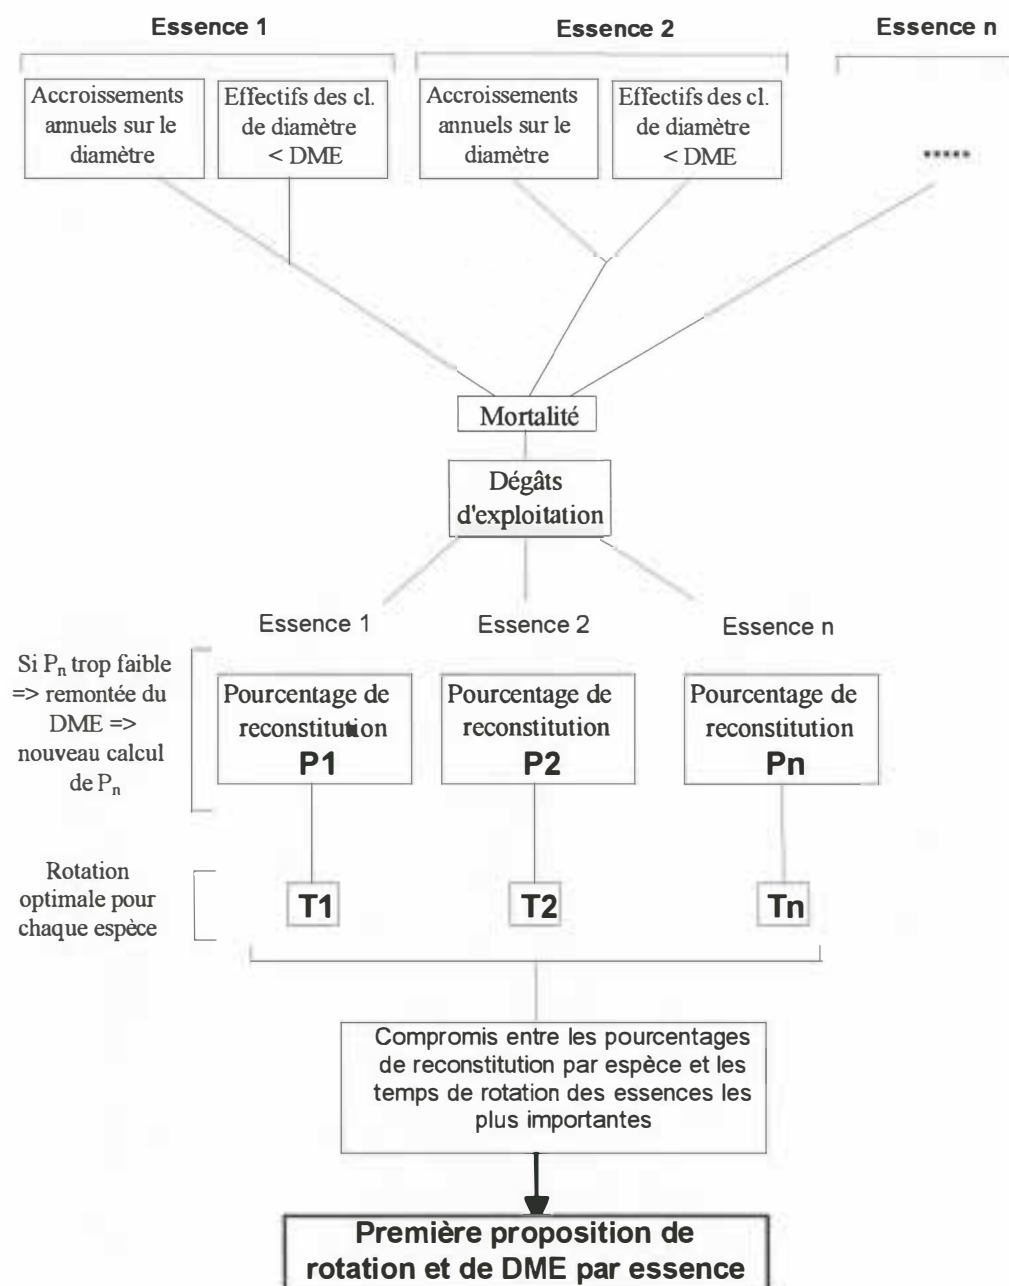 Essence 1
Essence 2
Essence n
Accroissements
annuels sur le
diamètre
Effectifs des cl.
de diamètre
< DME
Accroissements
annuels sur le
diamètre
Effectifs des cl.
de diamètre
< DME
.....
Mortalité
Dégâts
d'exploitation
Essence 1
Essence 2
Essence n
Si Pn trop faible
=> remontée du
DME =>
nouveau calcul
de Pn
Pourcentage de
reconstitution
P1
Pourcentage de
reconstitution
P2
Pourcentage de
reconstitution
Pn
Rotation
optimale pour
chaque espèce
T1
T2
Tn
Compromis entre les pourcentages
de reconstitution par espèce et les
temps de rotation des essences les
plus importantes
Première proposition de
rotation et de DME par essence